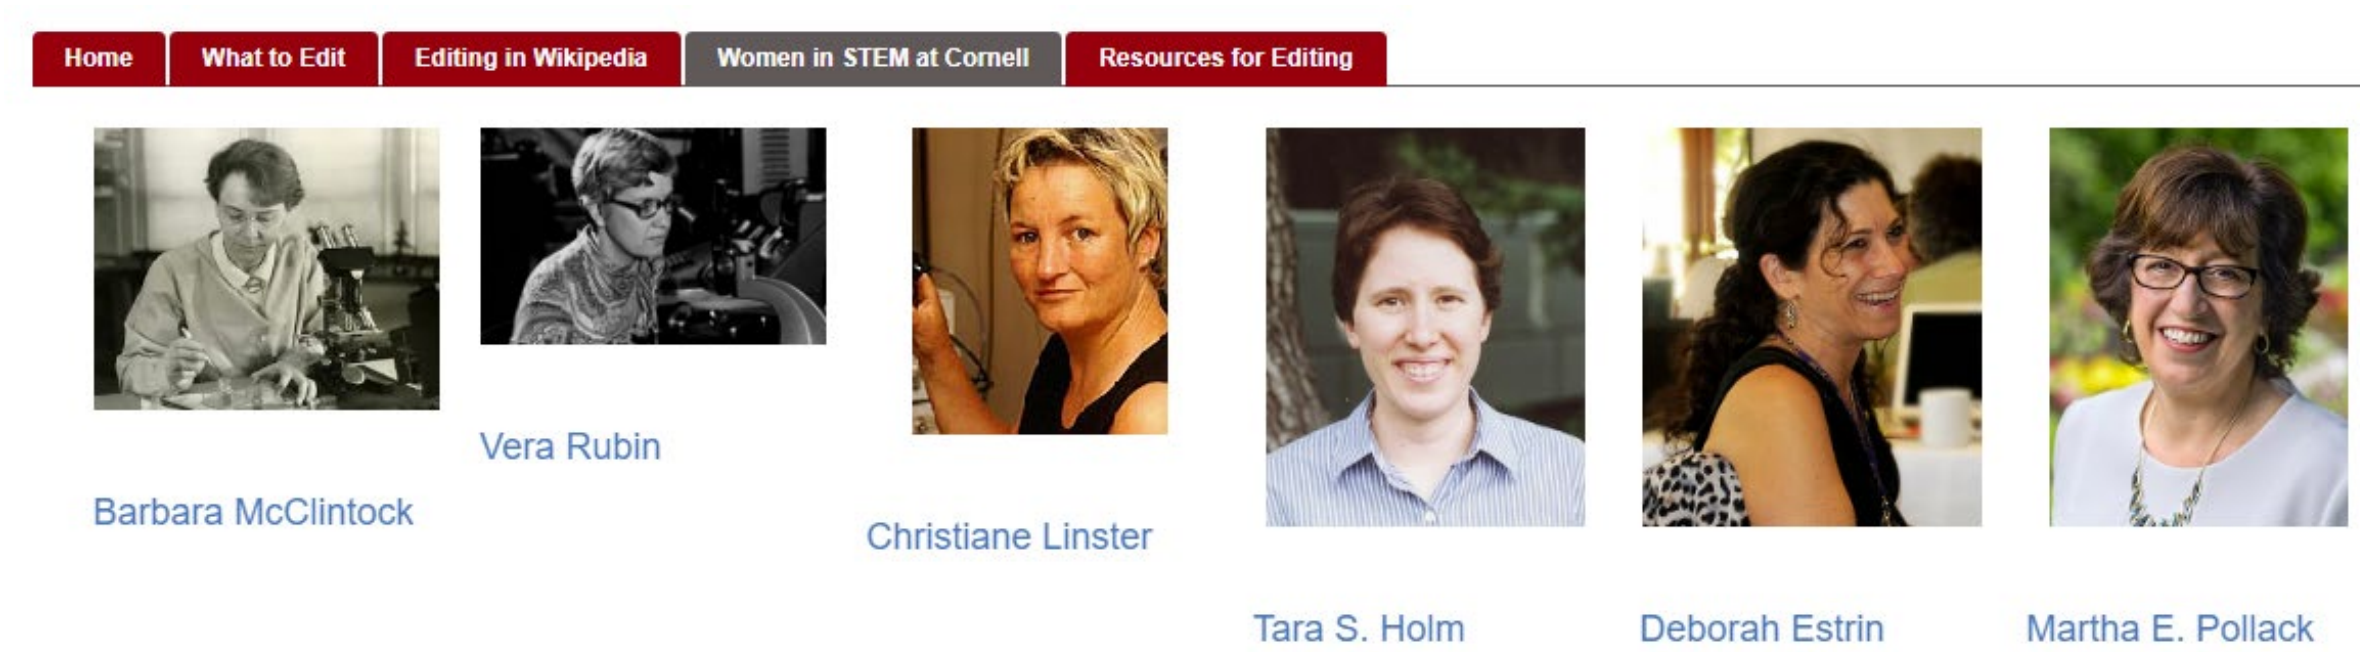 Home What to Edit Editing in Wikipedia Women in STEM at Cornell Resources for Editing
Barbara McClintock
Vera Rubin
Christiane Linster
Tara S. Holm
Deborah Estrin
Martha E. Pollack